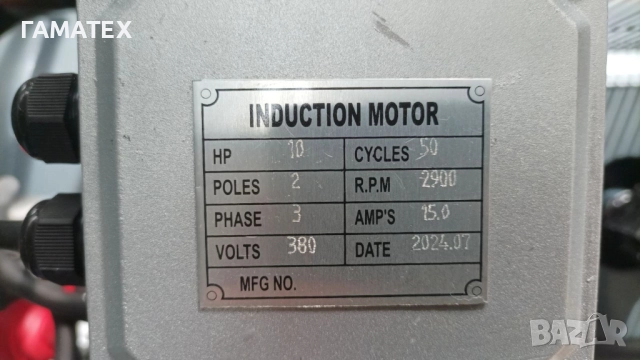 ГАМАТЕХ
INDUCTION MOTOR
HP 10 CYCLES 50
POLES 2 R.P.M 2900
PHASE 3 AMP'S 15.0
VOLTS 380 DATE 2024.07
MFG NO.
BAZAR